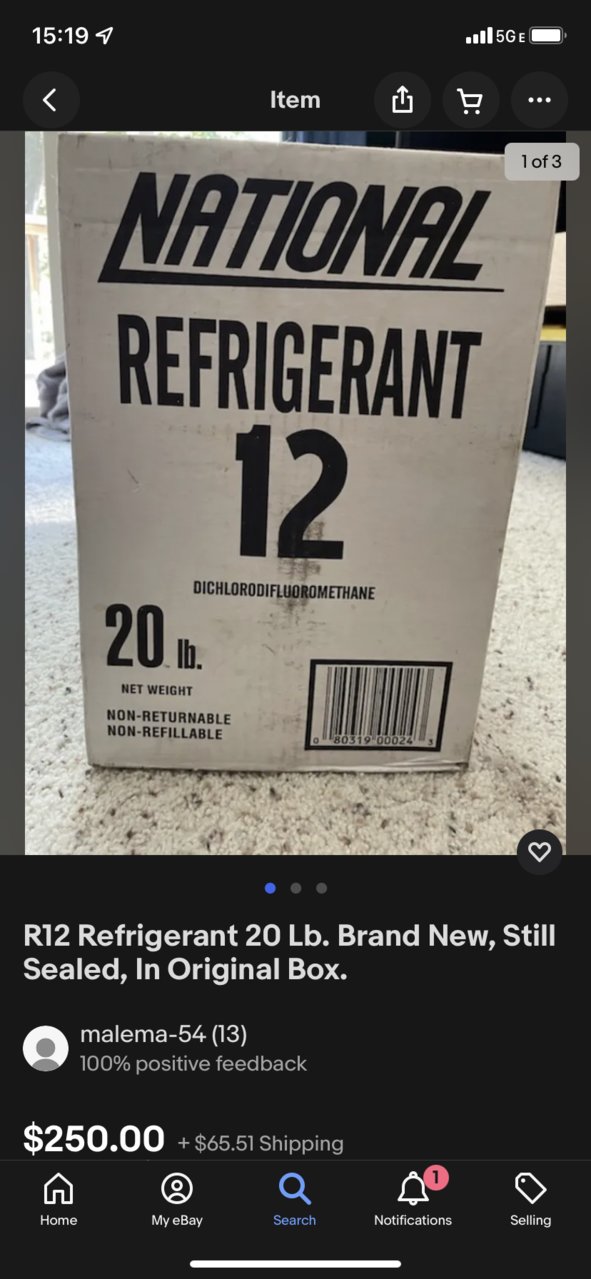 15:19
5GE
Item
1 of 3
NATIONAL
REFRIGERANT
12
DICHLORODIFLUOROMETHANE
20 lb.
NET WEIGHT
NON-RETURNABLE
NON-REFILLABLE
0 80319 00024 3
R12 Refrigerant 20 Lb. Brand New, Still
Sealed, In Original Box.
malema-54 (13)
100% positive feedback
$250.00 + $65.51 Shipping
1
Home My eBay Search Notifications Selling